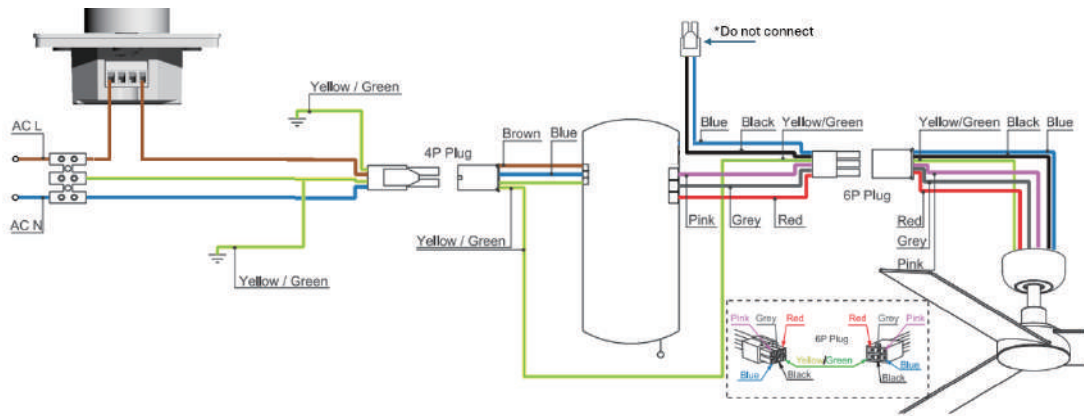 *Do not connect
Yellow / Green
AC L
Brown
Blue
4P Plug
Blue
Black
Yellow/Green
Yellow/Green
Black
Blue
6P Plug
AC N
Pink
Grey
Red
Red
Grey
Pink
Yellow / Green
Yellow / Green
Pink
Grey
Red
6P Plug
Red
Grey
Pink
Yellow/Green
Blue
Black
Black
Blue